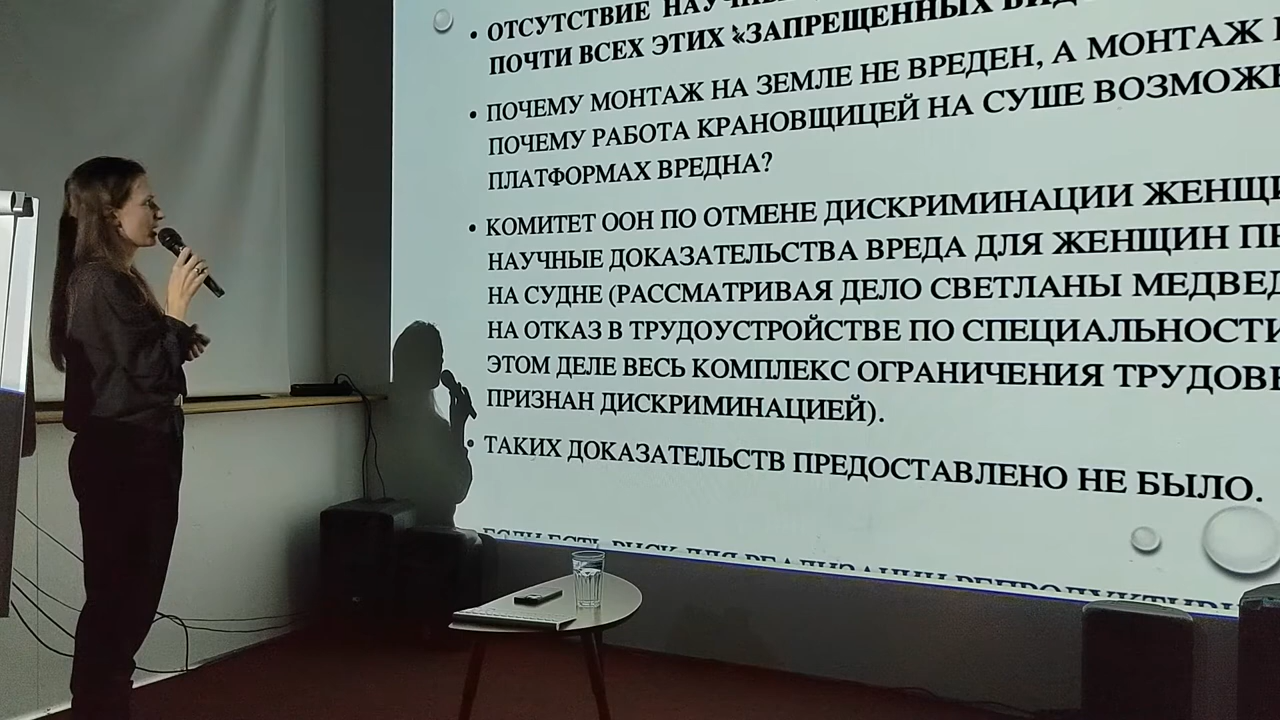 ОТСУТСТВИЕ
ПОЧТИ ВСЕХ ЭТИХ «ЗАПРЕЩЕННЫХ
ПОЧЕМУ МОНТАЖ НА ЗЕМЛЕ НЕ ВРЕДЕН, А МОНТАЖ
ПОЧЕМУ РАБОТА КРАНОВЩИЦЕЙ НА СУШЕ
ПЛАТФОРМАХ ВРЕДНА?
КОМИТЕТ ООН ПО ОТМЕНЕ ДИСКРИМИНАЦИИ
НАУЧНЫЕ ДОКАЗАТЕЛЬСТВА ВРЕДА ДЛЯ ЖЕНЩИН
НА СУДНЕ (РАССМАТРИВАЯ ДЕЛО СВЕТЛАНЫ
НА ОТКАЗ В ТРУДОУСТРОЙСТВЕ ПО СПЕЦИАЛЬНОСТИ
ЭТОМ ДЕЛЕ ВЕСЬ КОМПЛЕКС ОГРАНИЧЕНИЯ
ПРИЗНАН ДИСКРИМИНАЦИЕЙ).
ТАКИХ ДОКАЗАТЕЛЬСТВ ПРЕДОСТАВЛЕНО НЕ БЫЛО.